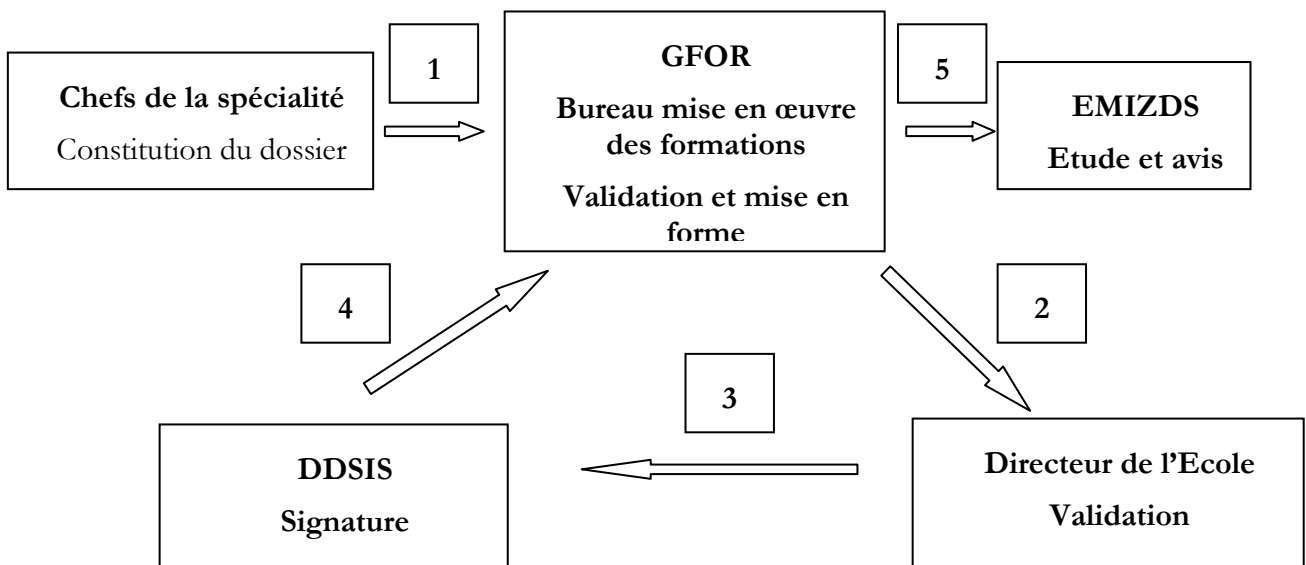 Chefs de la spécialité
Constitution du dossier
1
GFOR
Bureau mise en œuvre
des formations
Validation et mise en
forme
5
EMIZDS
Etude et avis
4
2
3
DDSIS
Signature
Directeur de l’Ecole
Validation